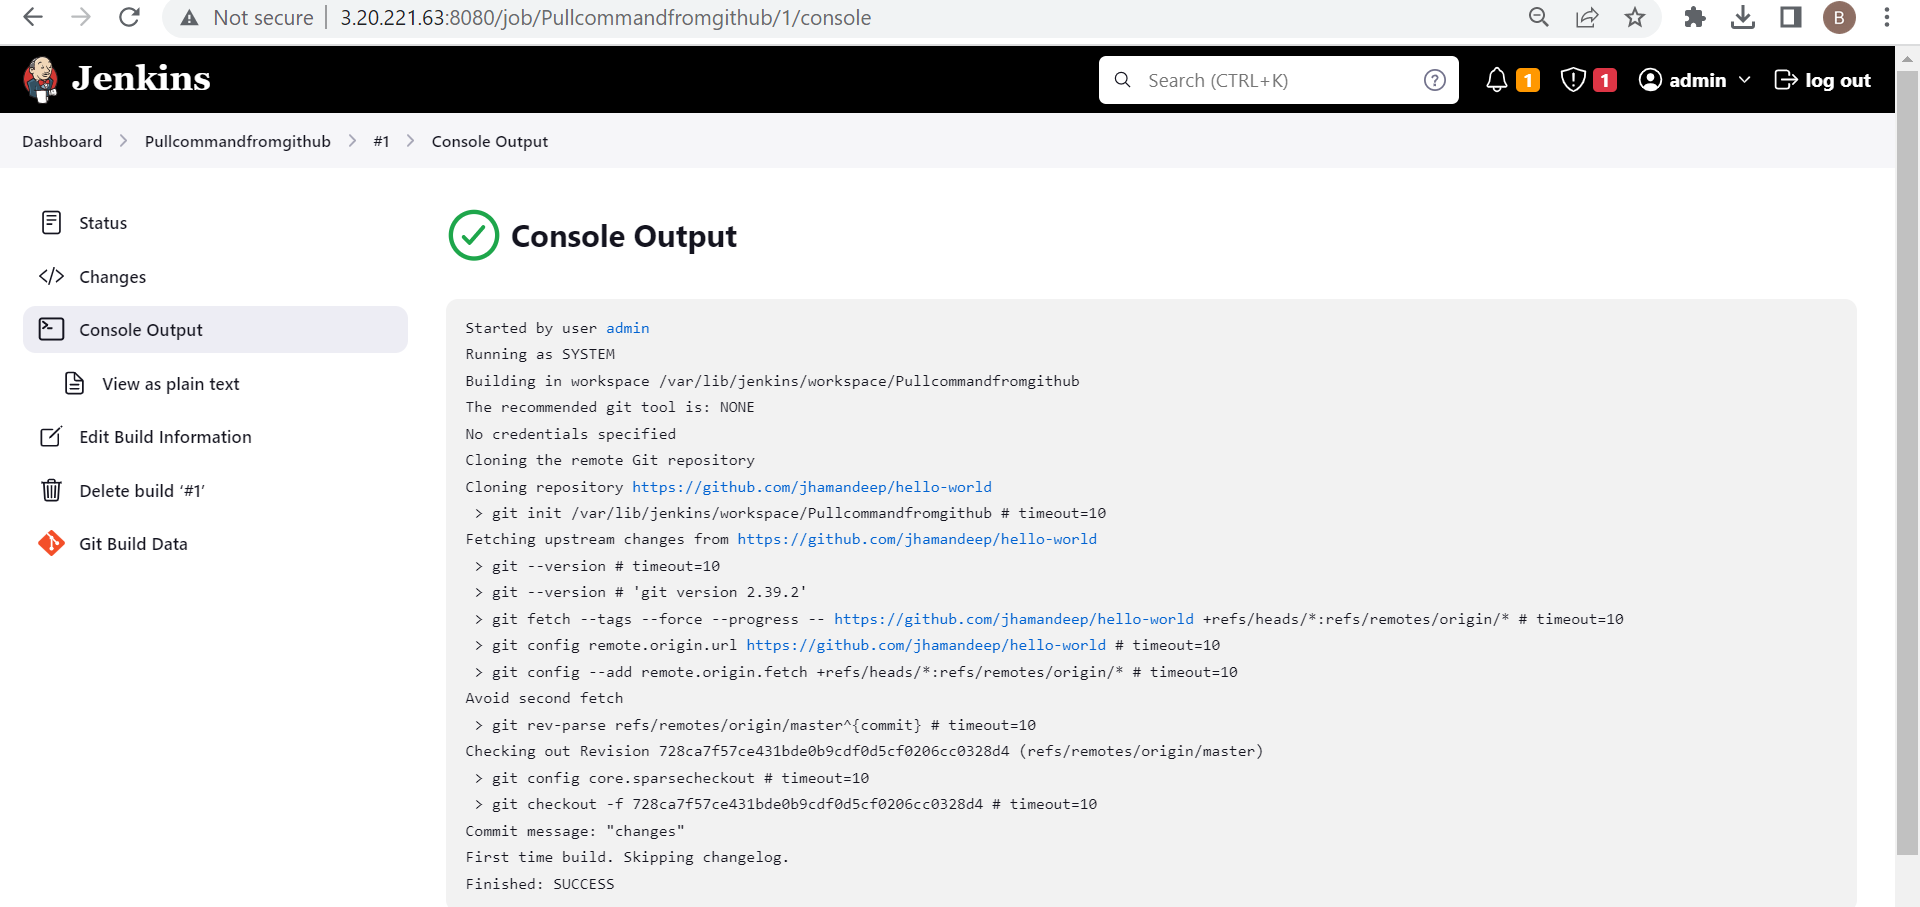 Not secure | 3.20.221.63:8080/job/Pullcommandfromgithub/1/console
B
Jenkins
Search (CTRL+K)
?
1
1
admin
log out
Dashboard > Pullcommandfromgithub > #1 > Console Output
Status
Changes
Console Output
View as plain text
Edit Build Information
Delete build ‘#1’
Git Build Data
Console Output
Started by user admin
Running as SYSTEM
Building in workspace /var/lib/jenkins/workspace/Pullcommandfromgithub
The recommended git tool is: NONE
No credentials specified
Cloning the remote Git repository
Cloning repository https://github.com/jhamandeep/hello-world
> git init /var/lib/jenkins/workspace/Pullcommandfromgithub # timeout=10
Fetching upstream changes from https://github.com/jhamandeep/hello-world
> git --version # timeout=10
> git --version # 'git version 2.39.2'
> git fetch --tags --force --progress -- https://github.com/jhamandeep/hello-world +refs/heads/*:refs/remotes/origin/* # timeout=10
> git config remote.origin.url https://github.com/jhamandeep/hello-world # timeout=10
> git config --add remote.origin.fetch +refs/heads/*:refs/remotes/origin/* # timeout=10
Avoid second fetch
> git rev-parse refs/remotes/origin/master^{commit} # timeout=10
Checking out Revision 728ca7f57ce431bde0b9cdf0d5cf0206cc0328d4 (refs/remotes/origin/master)
> git config core.sparsecheckout # timeout=10
> git checkout -f 728ca7f57ce431bde0b9cdf0d5cf0206cc0328d4 # timeout=10
Commit message: "changes"
First time build. Skipping changelog.
Finished: SUCCESS